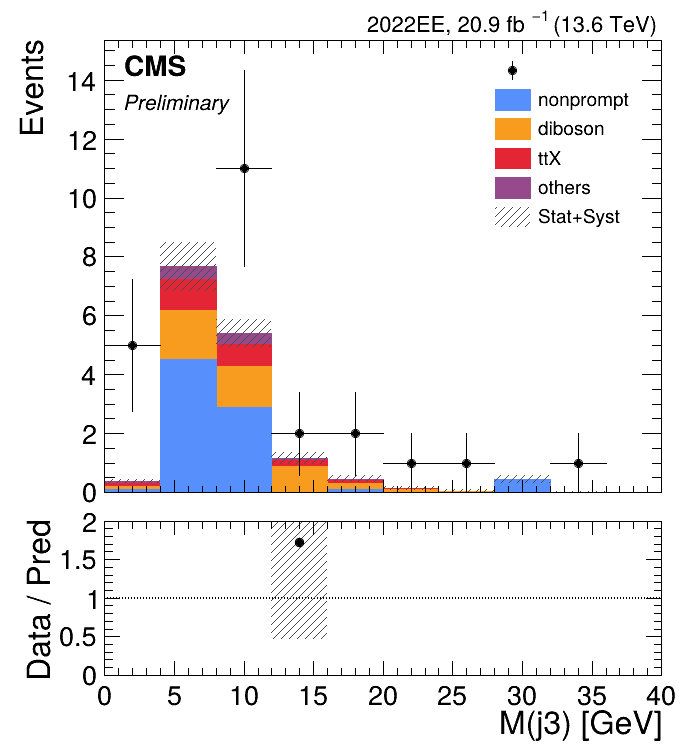 2022EE, 20.9 fb⁻¹ (13.6 TeV)
Events
CMS
Preliminary
14
12
10
8
6
4
2
0
nonprompt
diboson
ttX
others
Stat+Syst
Data / Pred
2
1.5
1
0.5
0
0 5 10 15 20 25 30 35 40
M(j3) [GeV]